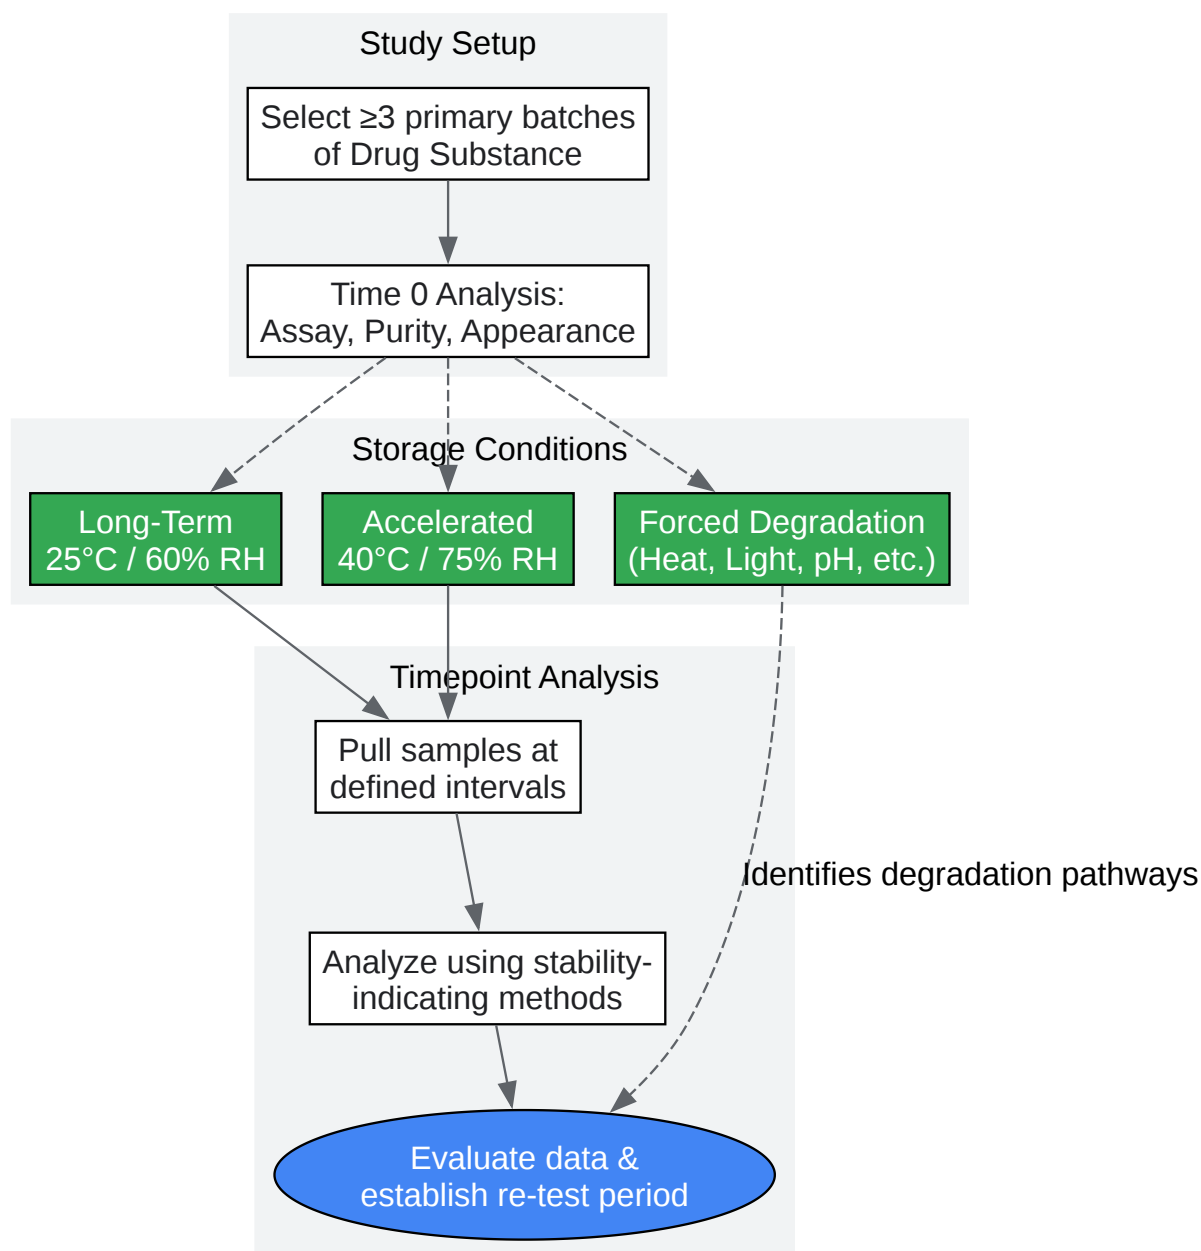 Study Setup
Select ≥3 primary batches
of Drug Substance
Time 0 Analysis:
Assay, Purity, Appearance
Storage Conditions
Long-Term
25°C / 60% RH
Accelerated
40°C / 75% RH
Forced Degradation
(Heat, Light, pH, etc.)
Timepoint Analysis
Pull samples at
defined intervals
Identifies degradation pathways
Analyze using stability-
indicating methods
Evaluate data &
establish re-test period